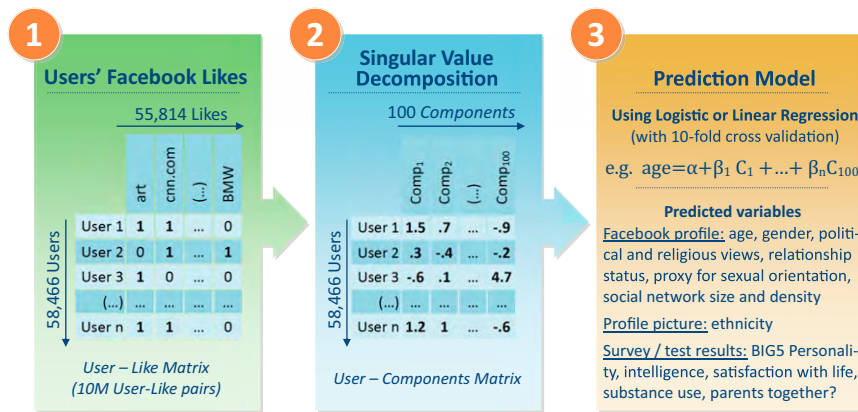 1
Users' Facebook Likes
55,814 Likes
art cnn.com (...) BMW
58,466 Users
User 1 1 1 ... 0
User 2 0 1 ... 1
User 3 1 0 ... 0
(...) ... ... ... ...
User n 1 1 ... 0
User – Like Matrix
(10M User-Like pairs)
2
Singular Value
Decomposition
100 Components
Comp1 Comp2 (...) Comp100
58,466 Users
User 1 1.5 .7 ... -.9
User 2 .3 -.4 ... -.2
User 3 -.6 .1 ... 4.7
(...) ... ... ... ...
User n 1.2 1 ... -.6
User – Components Matrix
3
Prediction Model
Using Logistic or Linear Regression
(with 10-fold cross validation)
e.g. age=α+β1 C1 +...+ βnC100
Predicted variables
Facebook profile: age, gender, politi-
cal and religious views, relationship
status, proxy for sexual orientation,
social network size and density
Profile picture: ethnicity
Survey / test results: BIG5 Personali-
ty, intelligence, satisfaction with life,
substance use, parents together?